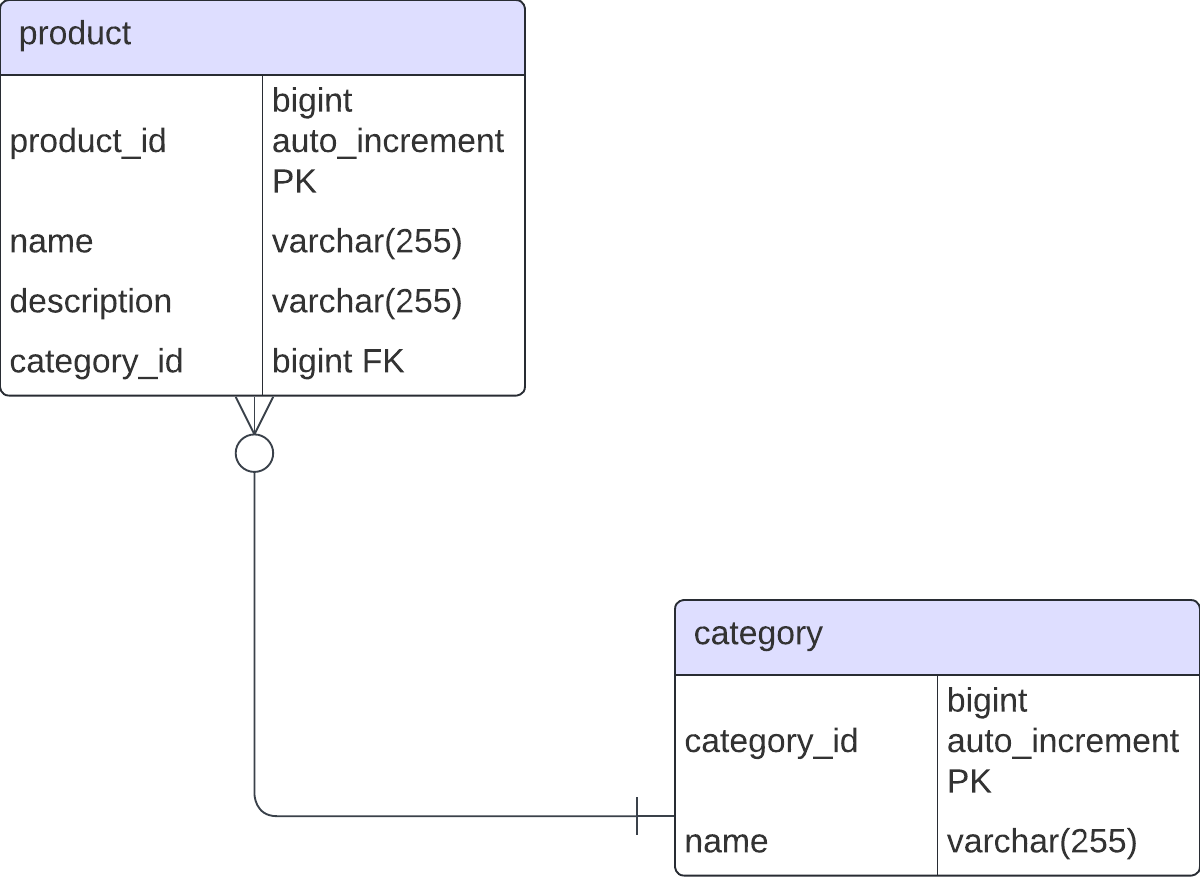 product
product_id
bigint
auto_increment
PK
name
varchar(255)
description
varchar(255)
category_id
bigint FK
category
category_id
bigint
auto_increment
PK
name
varchar(255)